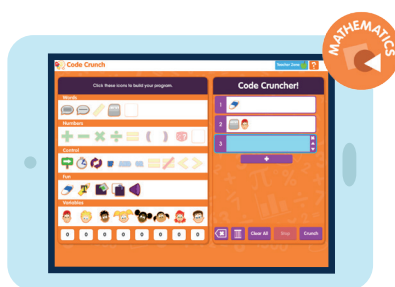 MATHEMATICS
Code Crunch
Teacher Zone
?
Click these icons to build your program.
Words
Numbers
Control
Fun
Variables
0 0 0 0 0 0 0 0
Code Cruncher!
1
2
3
+
Clear All
Stop
Crunch